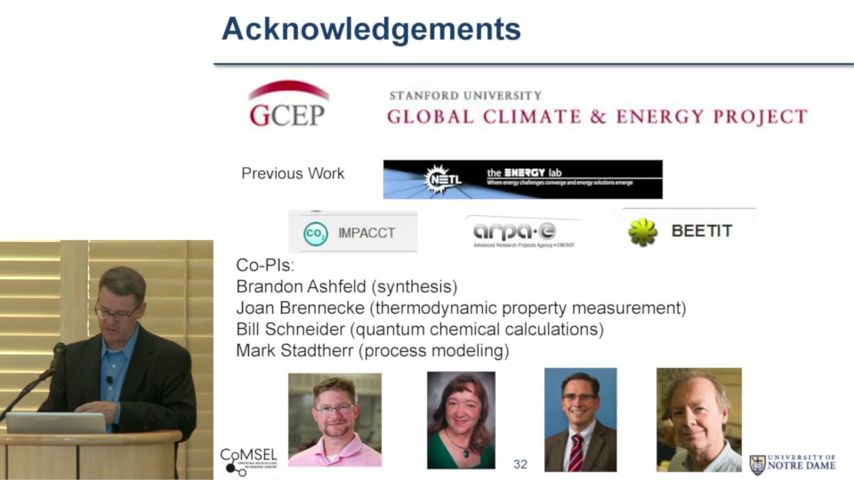 Acknowledgements
GCEP
STANFORD UNIVERSITY
GLOBAL CLIMATE & ENERGY PROJECT
Previous Work
NETL
the ENERGY lab
Where energy challenges converge and energy solutions emerge
CO₂ IMPACCT
arpa·e
Advanced Research Projects Agency • ENERGY
BEETIT
Co-PIs:
Brandon Ashfeld (synthesis)
Joan Brennecke (thermodynamic property measurement)
Bill Schneider (quantum chemical calculations)
Mark Stadtherr (process modeling)
CoMSEL
32
UNIVERSITY OF
NOTRE DAME